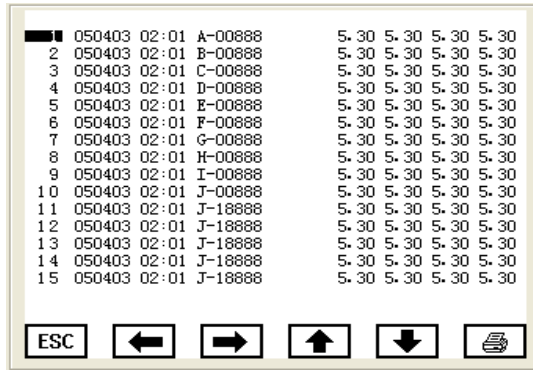 1 050403 02:01 A-00888 5.30 5.30 5.30 5.30
2 050403 02:01 B-00888 5.30 5.30 5.30 5.30
3 050403 02:01 C-00888 5.30 5.30 5.30 5.30
4 050403 02:01 D-00888 5.30 5.30 5.30 5.30
5 050403 02:01 E-00888 5.30 5.30 5.30 5.30
6 050403 02:01 F-00888 5.30 5.30 5.30 5.30
7 050403 02:01 G-00888 5.30 5.30 5.30 5.30
8 050403 02:01 H-00888 5.30 5.30 5.30 5.30
9 050403 02:01 I-00888 5.30 5.30 5.30 5.30
10 050403 02:01 J-00888 5.30 5.30 5.30 5.30
11 050403 02:01 J-18888 5.30 5.30 5.30 5.30
12 050403 02:01 J-18888 5.30 5.30 5.30 5.30
13 050403 02:01 J-18888 5.30 5.30 5.30 5.30
14 050403 02:01 J-18888 5.30 5.30 5.30 5.30
15 050403 02:01 J-18888 5.30 5.30 5.30 5.30
ESC